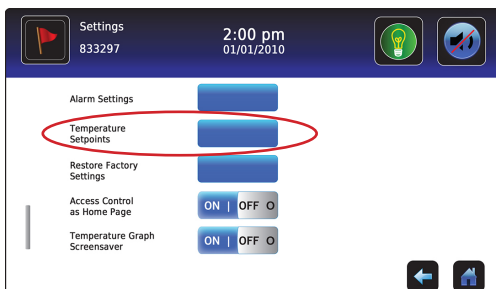 Settings
833297
2:00 pm
01/01/2010
Alarm Settings
Temperature
Setpoints
Restore Factory
Settings
Access Control
as Home Page
ON | OFF O
Temperature Graph
Screensaver
ON | OFF O